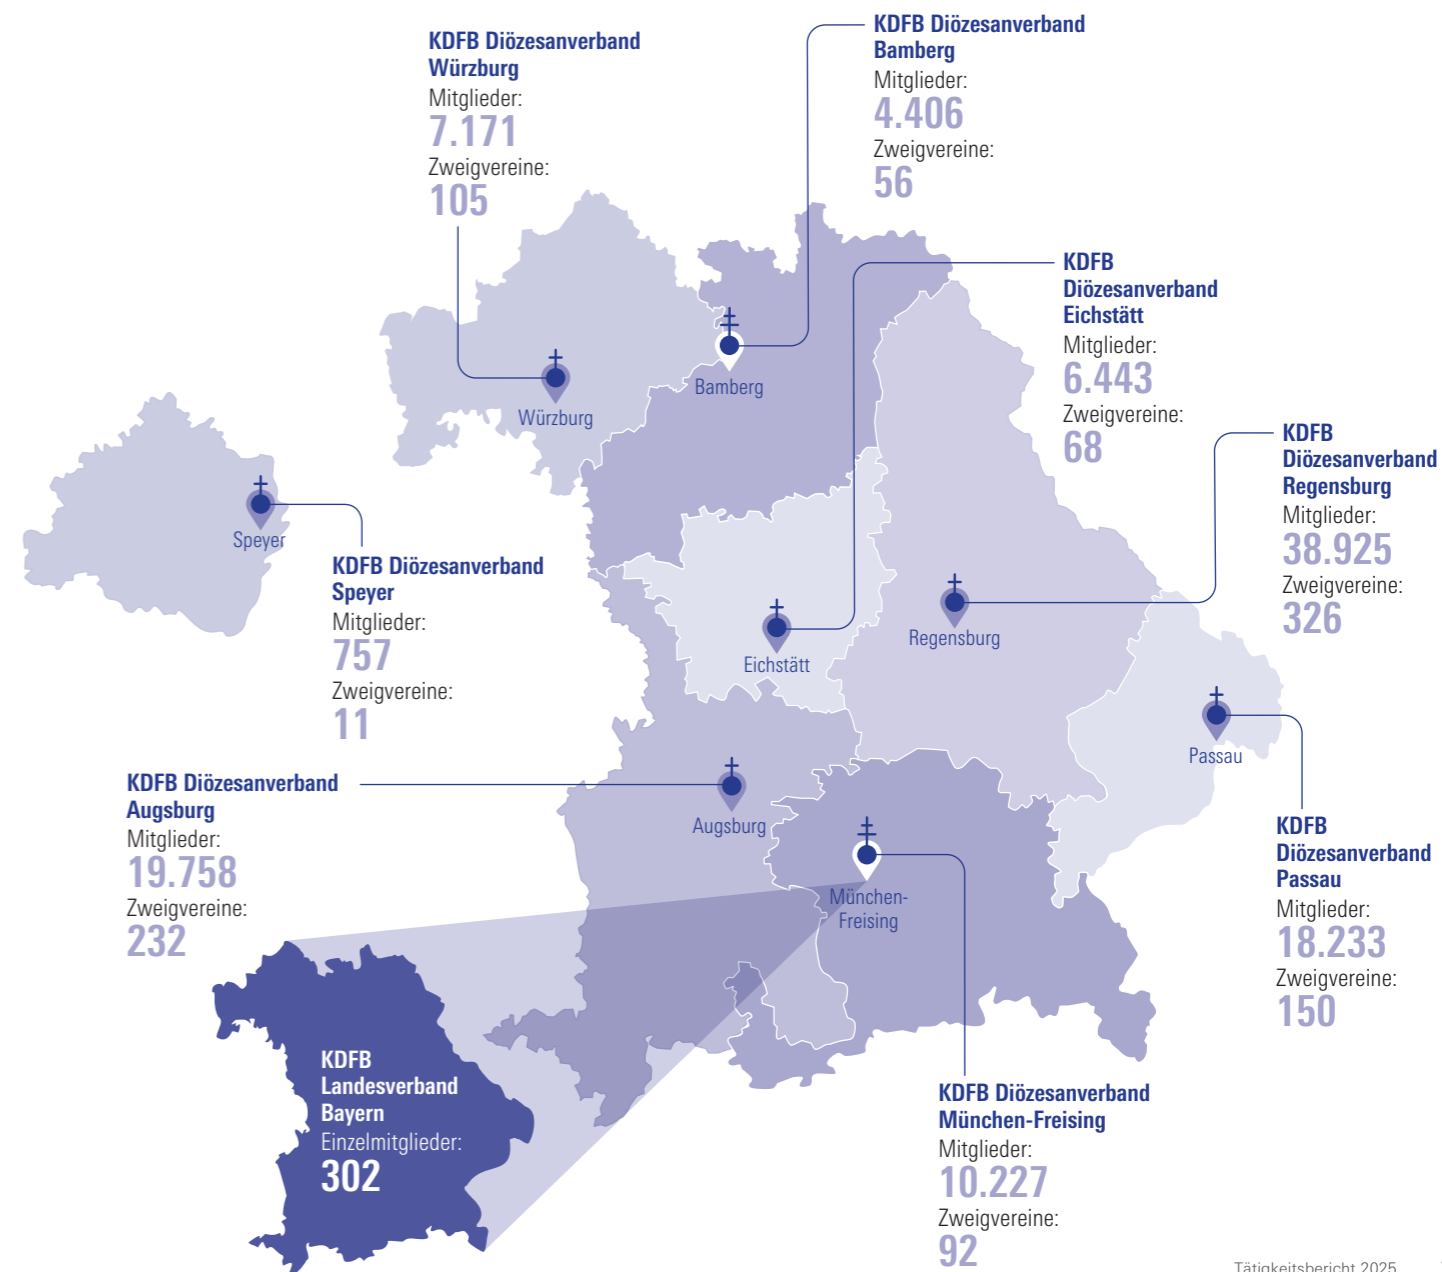 KDFB Diözesanverband
Würzburg
Mitglieder:
7.171
Zweigvereine:
105
KDFB Diözesanverband
Bamberg
Mitglieder:
4.406
Zweigvereine:
56
KDFB
Diözesanverband
Eichstätt
Mitglieder:
6.443
Zweigvereine:
68
KDFB
Diözesanverband
Regensburg
Mitglieder:
38.925
Zweigvereine:
326
Bamberg
Würzburg
Speyer
KDFB Diözesanverband
Speyer
Mitglieder:
757
Zweigvereine:
11
Eichstätt
Regensburg
Passau
KDFB Diözesanverband
Augsburg
Mitglieder:
19.758
Zweigvereine:
232
Augsburg
München-
Freising
KDFB
Diözesanverband
Passau
Mitglieder:
18.233
Zweigvereine:
150
KDFB
Landesverband
Bayern
Einzelmitglieder:
302
KDFB Diözesanverband
München-Freising
Mitglieder:
10.227
Zweigvereine:
92
Tätigkeitsbericht 2025